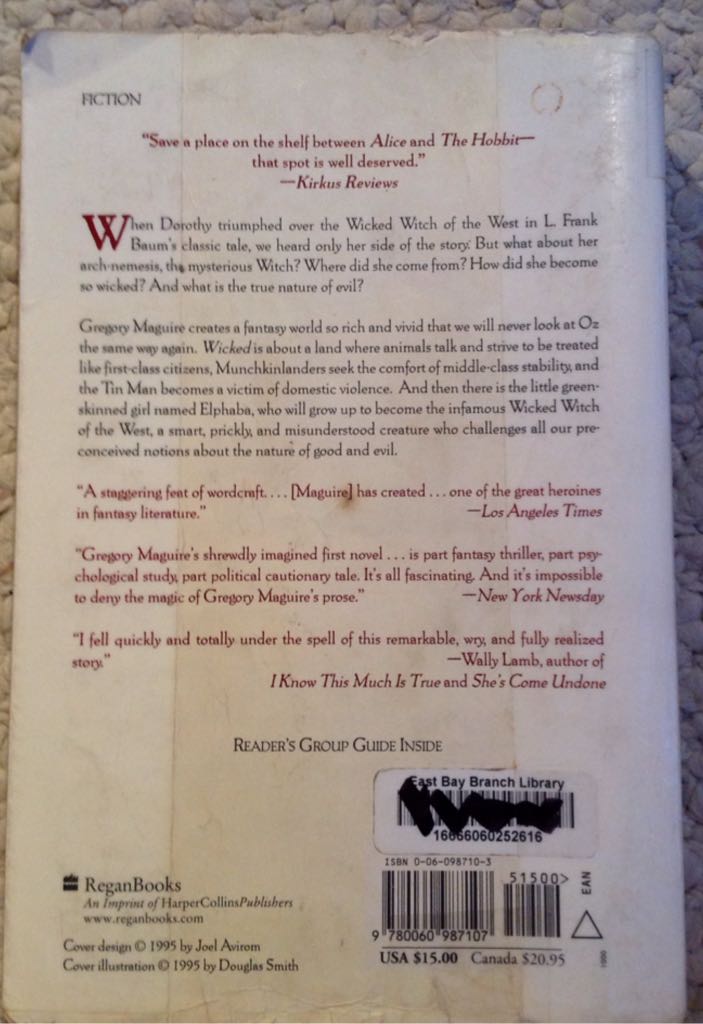 FICTION
“Save a place on the shelf between Alice and The Hobbit—
that spot is well deserved.”
—Kirkus Reviews
When Dorothy triumphed over the Wicked Witch of the West in L. Frank
Baum's classic tale, we heard only her side of the story. But what about her
arch-nemesis, the mysterious Witch? Where did she come from? How did she become
so wicked? And what is the true nature of evil?
Gregory Maguire creates a fantasy world so rich and vivid that we will never look at Oz
the same way again. Wicked is about a land where animals talk and strive to be treated
like first-class citizens, Munchkinlanders seek the comfort of middle-class stability, and
the Tin Man becomes a victim of domestic violence. And then there is the little green-
skinned girl named Elphaba, who will grow up to become the infamous Wicked Witch
of the West, a smart, prickly, and misunderstood creature who challenges all our pre-
conceived notions about the nature of good and evil.
“A staggering feat of wordcraft. . . . [Maguire] has created . . . one of the great heroines
in fantasy literature.” —Los Angeles Times
“Gregory Maguire's shrewdly imagined first novel . . . is part fantasy thriller, part psy-
chological study, part political cautionary tale. It's all fascinating. And it's impossible
to deny the magic of Gregory Maguire's prose.” —New York Newsday
“I fell quickly and totally under the spell of this remarkable, wry, and fully realized
story.” —Wally Lamb, author of
I Know This Much Is True and She's Come Undone
READER'S GROUP GUIDE INSIDE
East Bay Branch Library
16666060252616
ISBN 0-06-098710-3
51500>
EAN
9 780060 987107
USA $15.00 Canada $20.95
ReganBooks
An Imprint of HarperCollinsPublishers
www.reganbooks.com
Cover design © 1995 by Joel Avirom
Cover illustration © 1995 by Douglas Smith